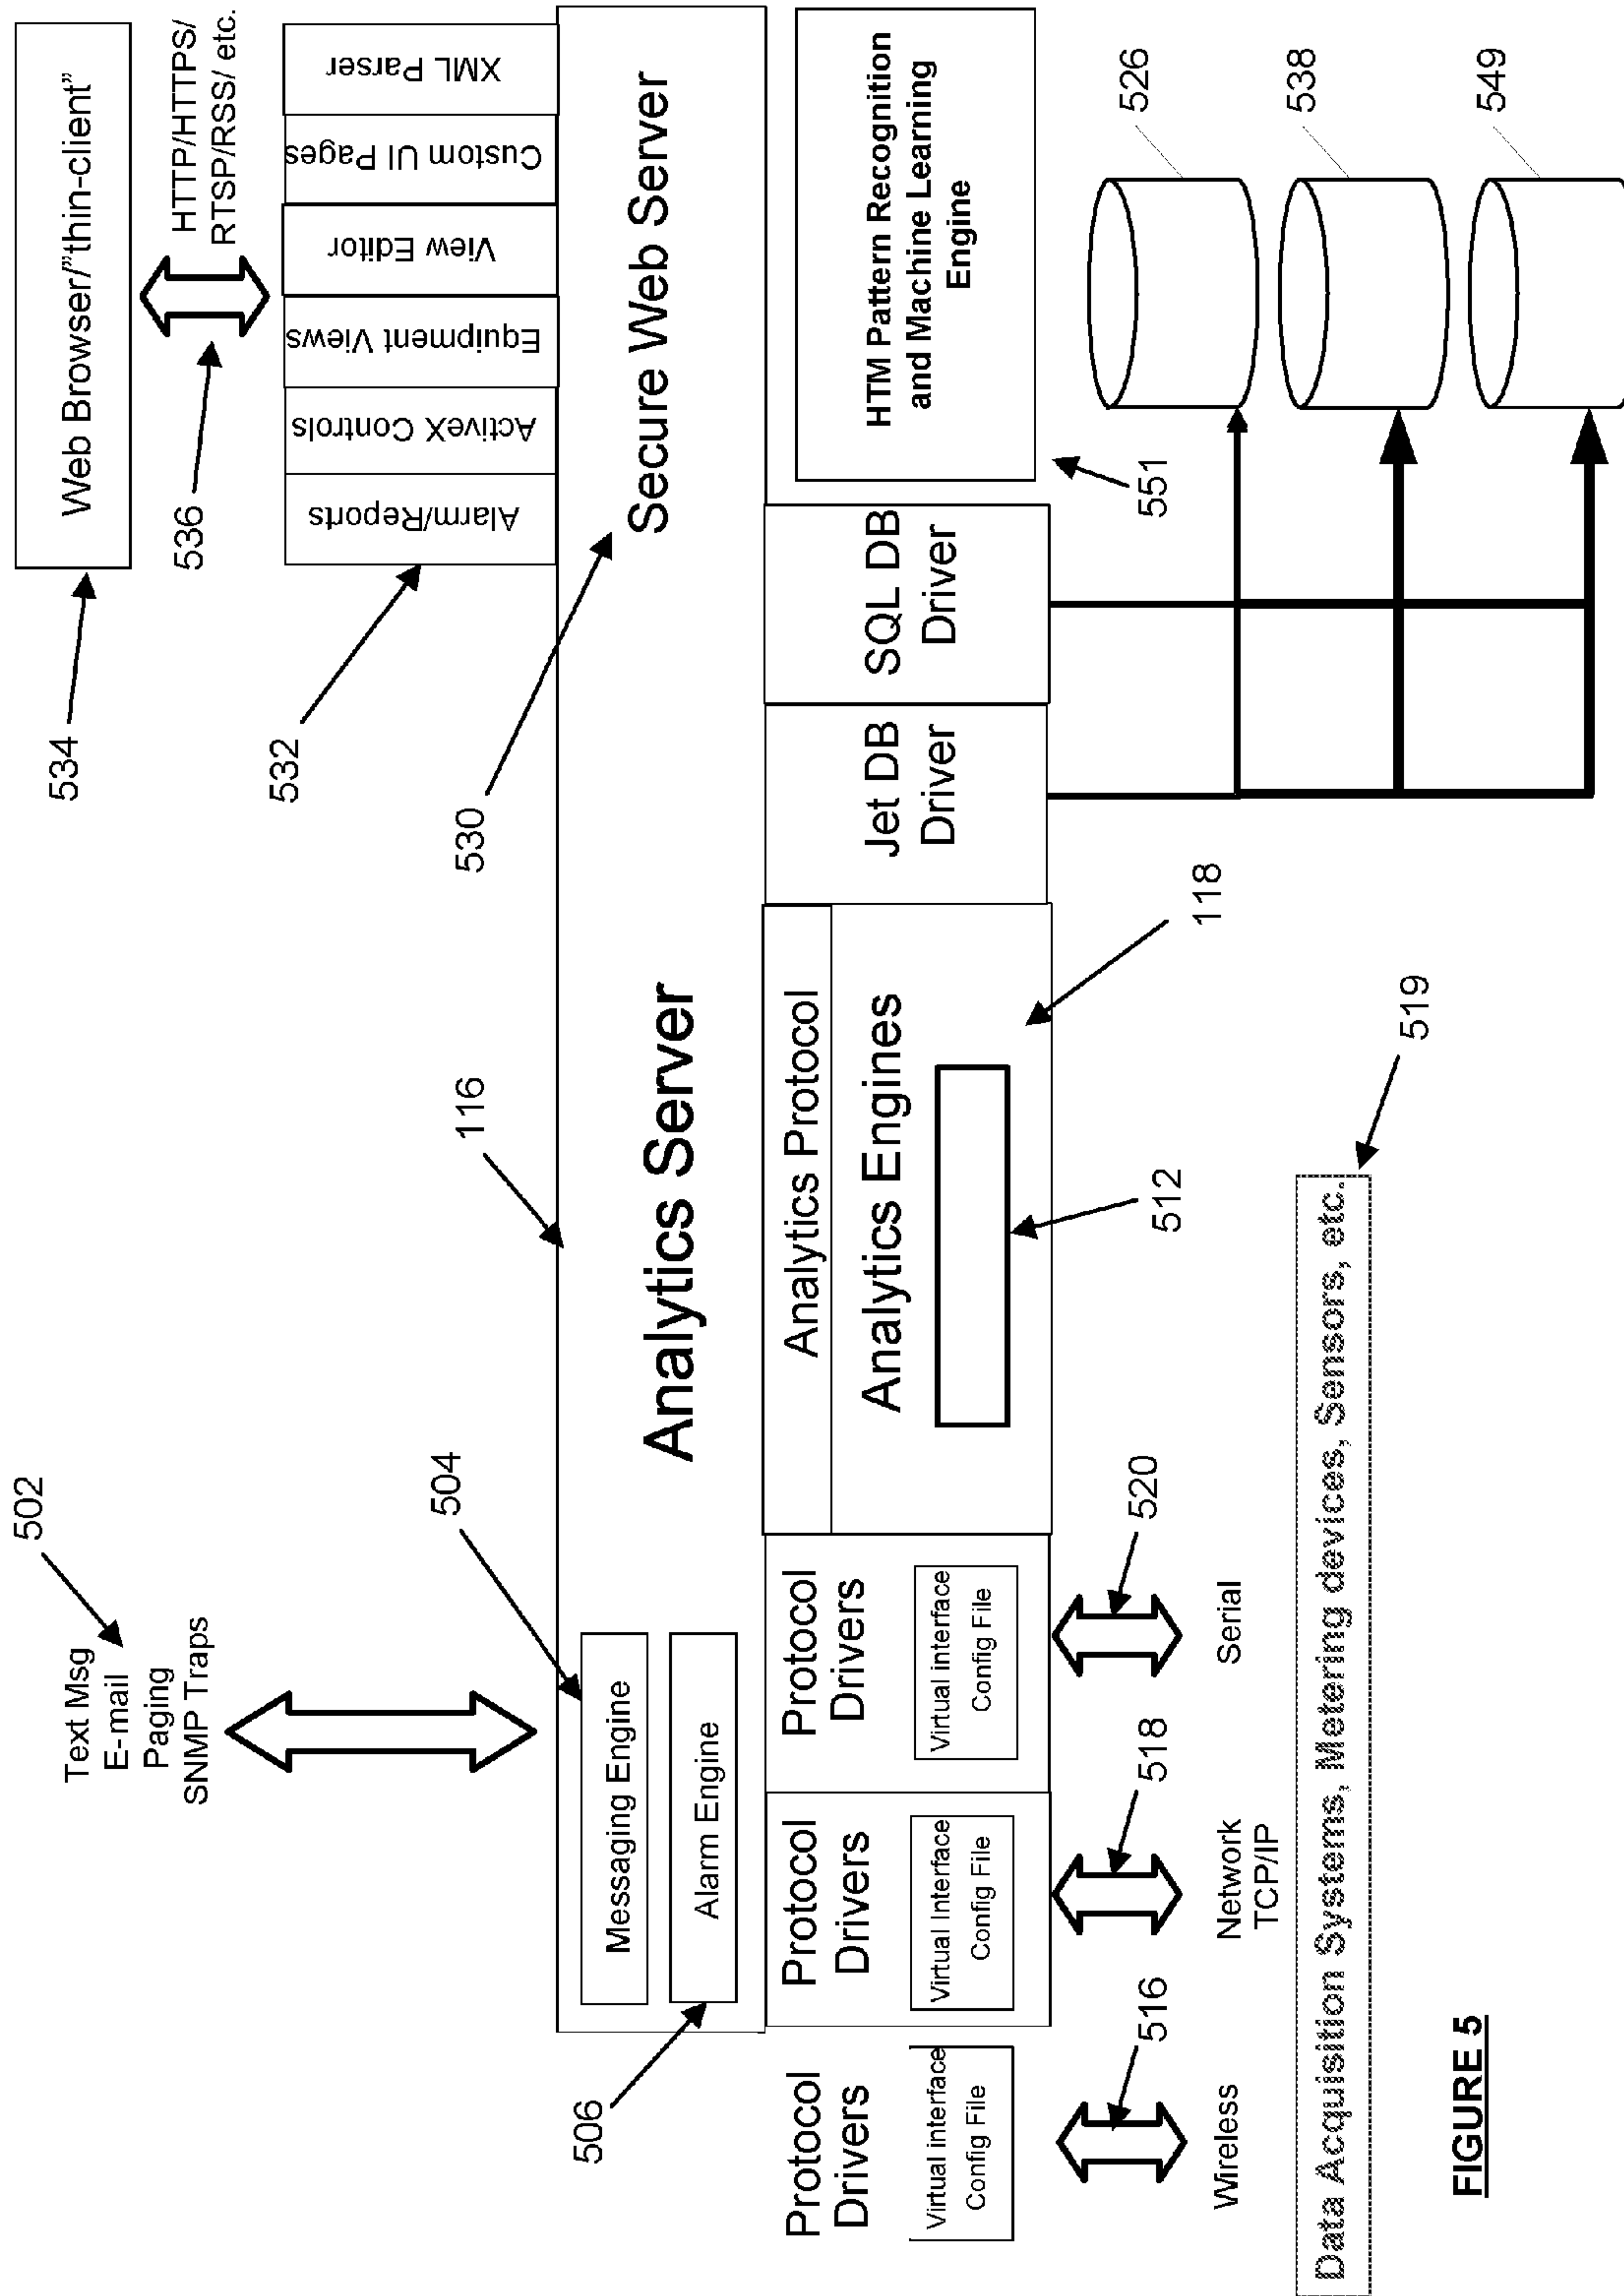 502
Text Msg
E-mail
Paging
SNMP Traps
534
Web Browser/"thin-client"
536
HTTP/HTTPS/
RTSP/RSS/ etc.
532
Alarm/Reports
ActiveX Controls
Equipment Views
View Editor
Custom UI Pages
XML Parser
504
116
530
Messaging Engine
Alarm Engine
506
Analytics Server
Secure Web Server
Protocol
Drivers
Virtual interface
Config File
Protocol
Drivers
Virtual Interface
Config File
Protocol
Drivers
Virtual interface
Config File
Analytics Protocol
Analytics Engines
512
118
Jet DB
Driver
SQL DB
Driver
HTM Pattern Recognition
and Machine Learning
Engine
551
516
518
520
Wireless
Network
TCP/IP
Serial
526
538
549
519
Data Acquisition Systems, Metering devices, Sensors, etc.
FIGURE 5